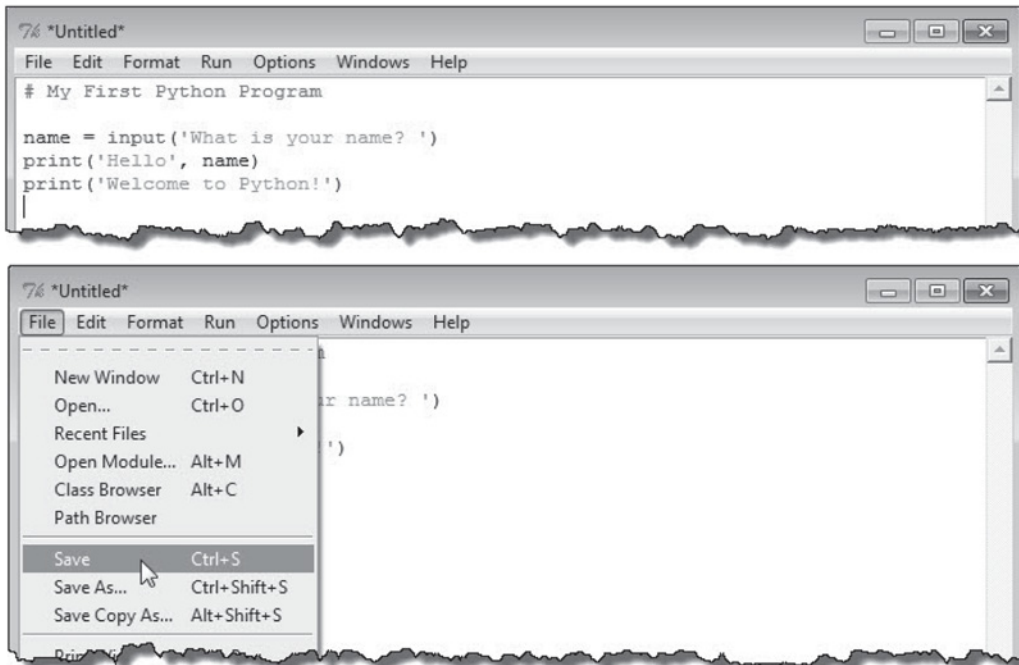 *Untitled*
File Edit Format Run Options Windows Help
# My First Python Program
name = input('What is your name? ')
print('Hello', name)
print('Welcome to Python!')
*Untitled*
File Edit Format Run Options Windows Help
New Window Ctrl+N
ur name? ')
Open... Ctrl+O
Recent Files
!')
Open Module... Alt+M
Class Browser Alt+C
Path Browser
Save Ctrl+S
Save As... Ctrl+Shift+S
Save Copy As... Alt+Shift+S